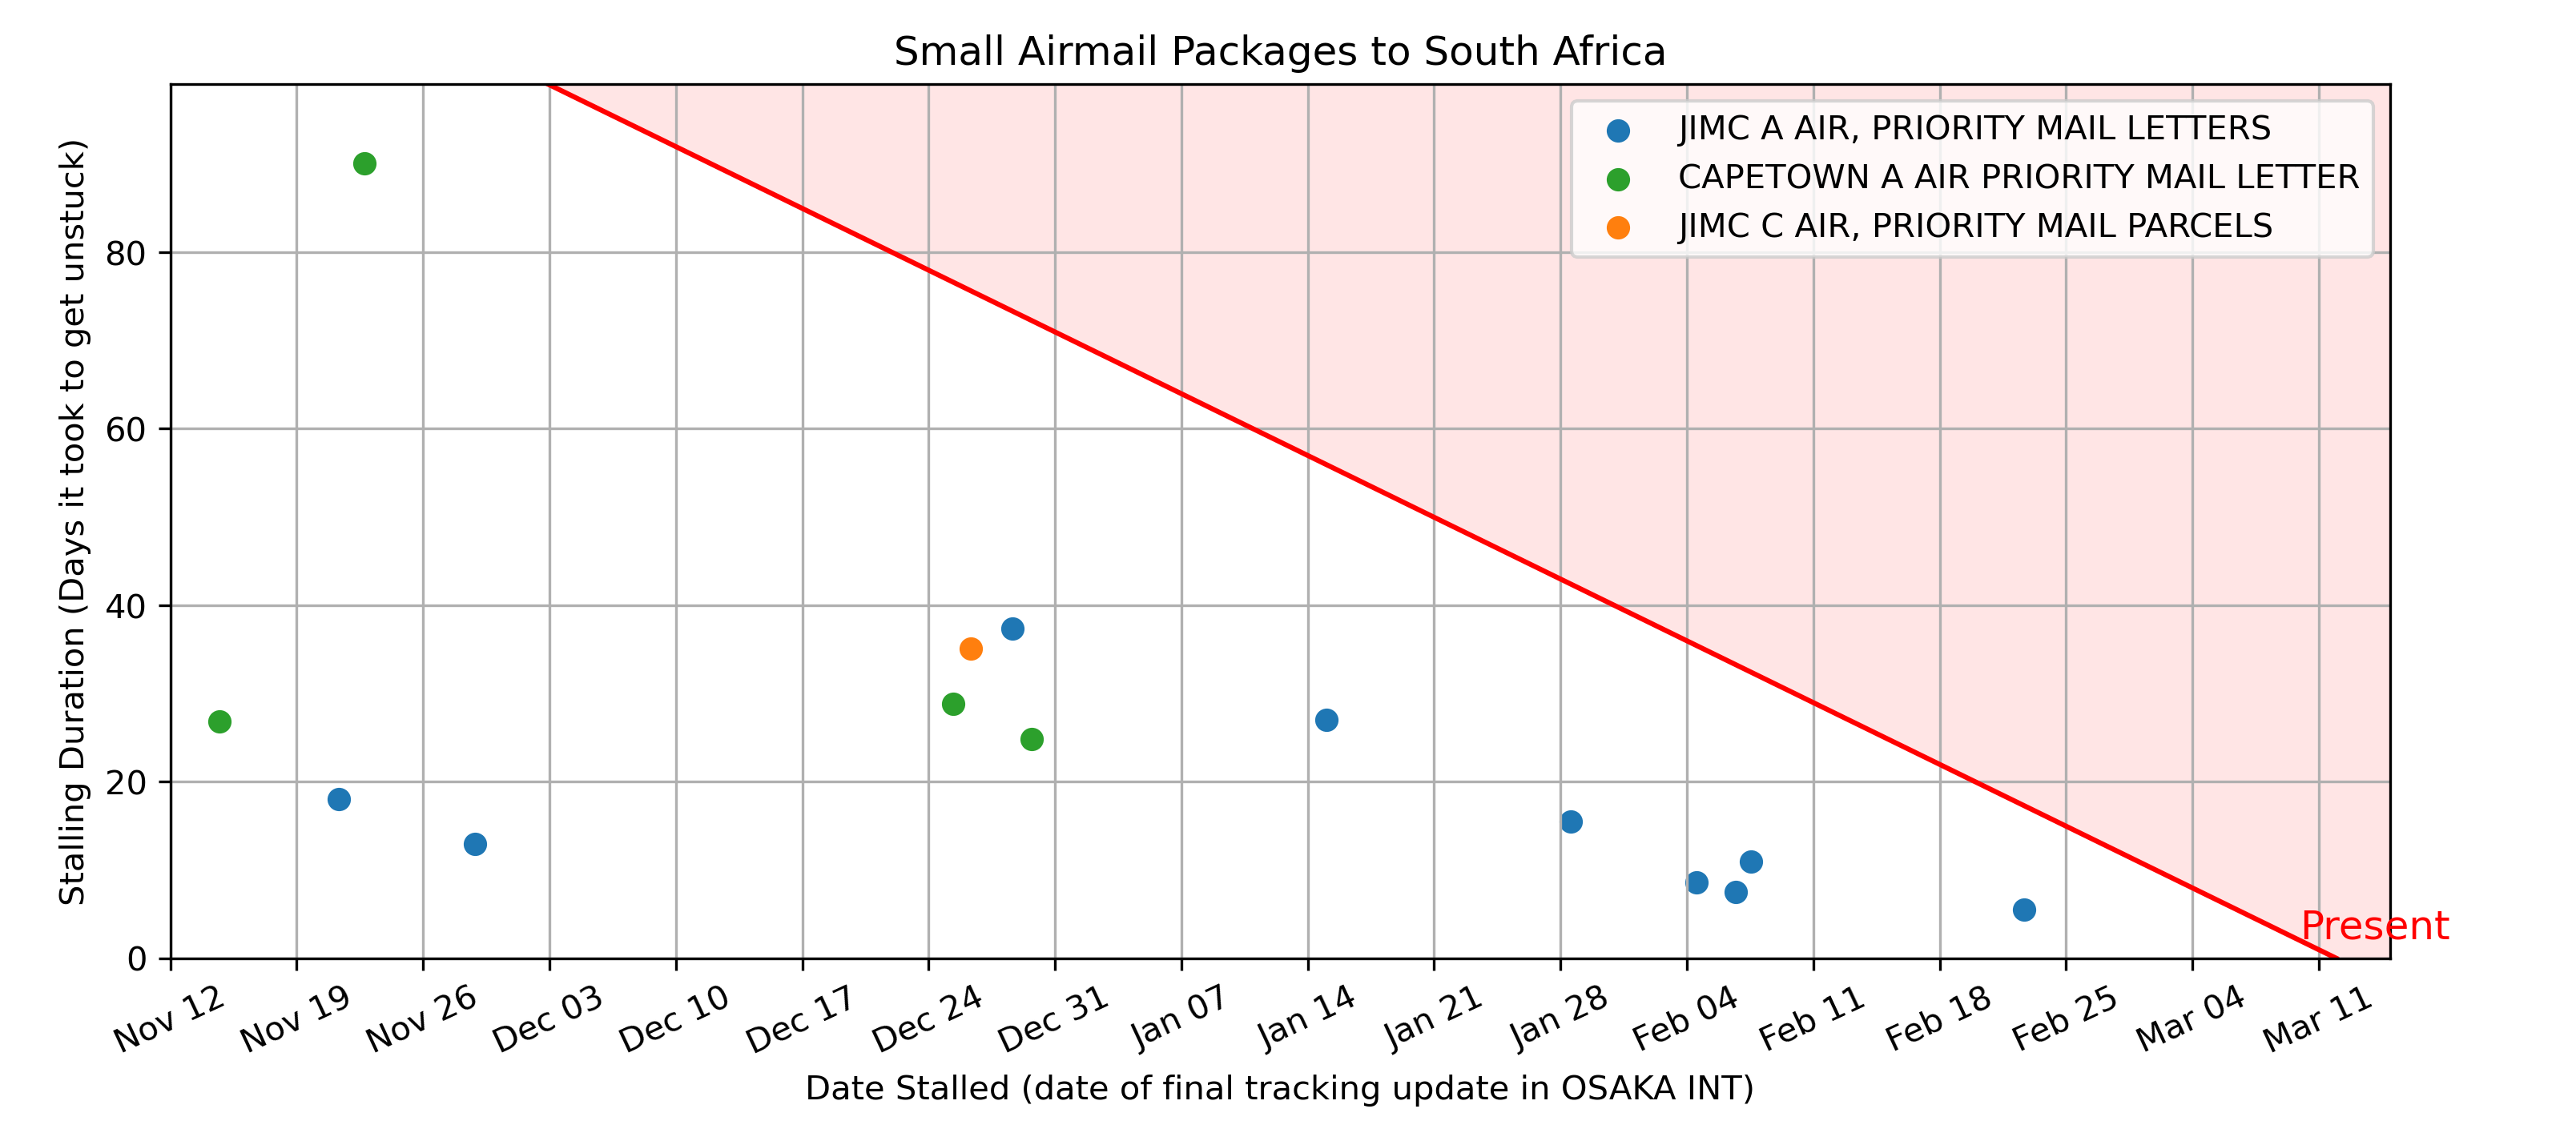 Small Airmail Packages to South Africa
JIMC A AIR, PRIORITY MAIL LETTERS
CAPETOWN A AIR PRIORITY MAIL LETTER
JIMC C AIR, PRIORITY MAIL PARCELS
Stalling Duration (Days it took to get unstuck)
80
60
40
20
0
Present
Nov 12 Nov 19 Nov 26 Dec 03 Dec 10 Dec 17 Dec 24 Dec 31 Jan 07 Jan 14 Jan 21 Jan 28 Feb 04 Feb 11 Feb 18 Feb 25 Mar 04 Mar 11
Date Stalled (date of final tracking update in OSAKA INT)